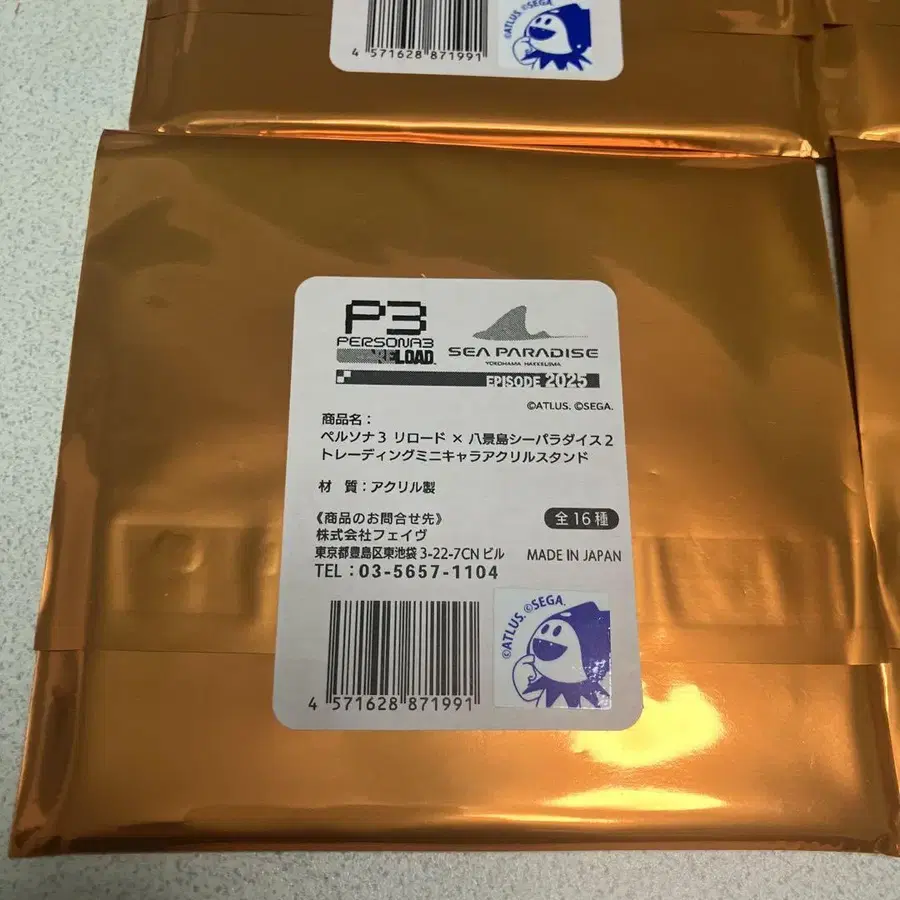 ©ATLUS. ©SEGA.
4 571628 871991
P3
PERSONA3
RELOAD™
SEA PARADISE
YOKOHAMA HAKKEIJIMA
EPISODE 2025
©ATLUS. ©SEGA.
商品名：
ペルソナ3 リロード × 八景島シーパラダイス2
トレーディングミニキャラアクリルスタンド
材 質：アクリル製
《商品のお問合せ先》
全16種
株式会社フェイヴ
東京都豊島区東池袋3-22-7CNビル
MADE IN JAPAN
TEL：03-5657-1104
©ATLUS. ©SEGA.
4 571628 871991